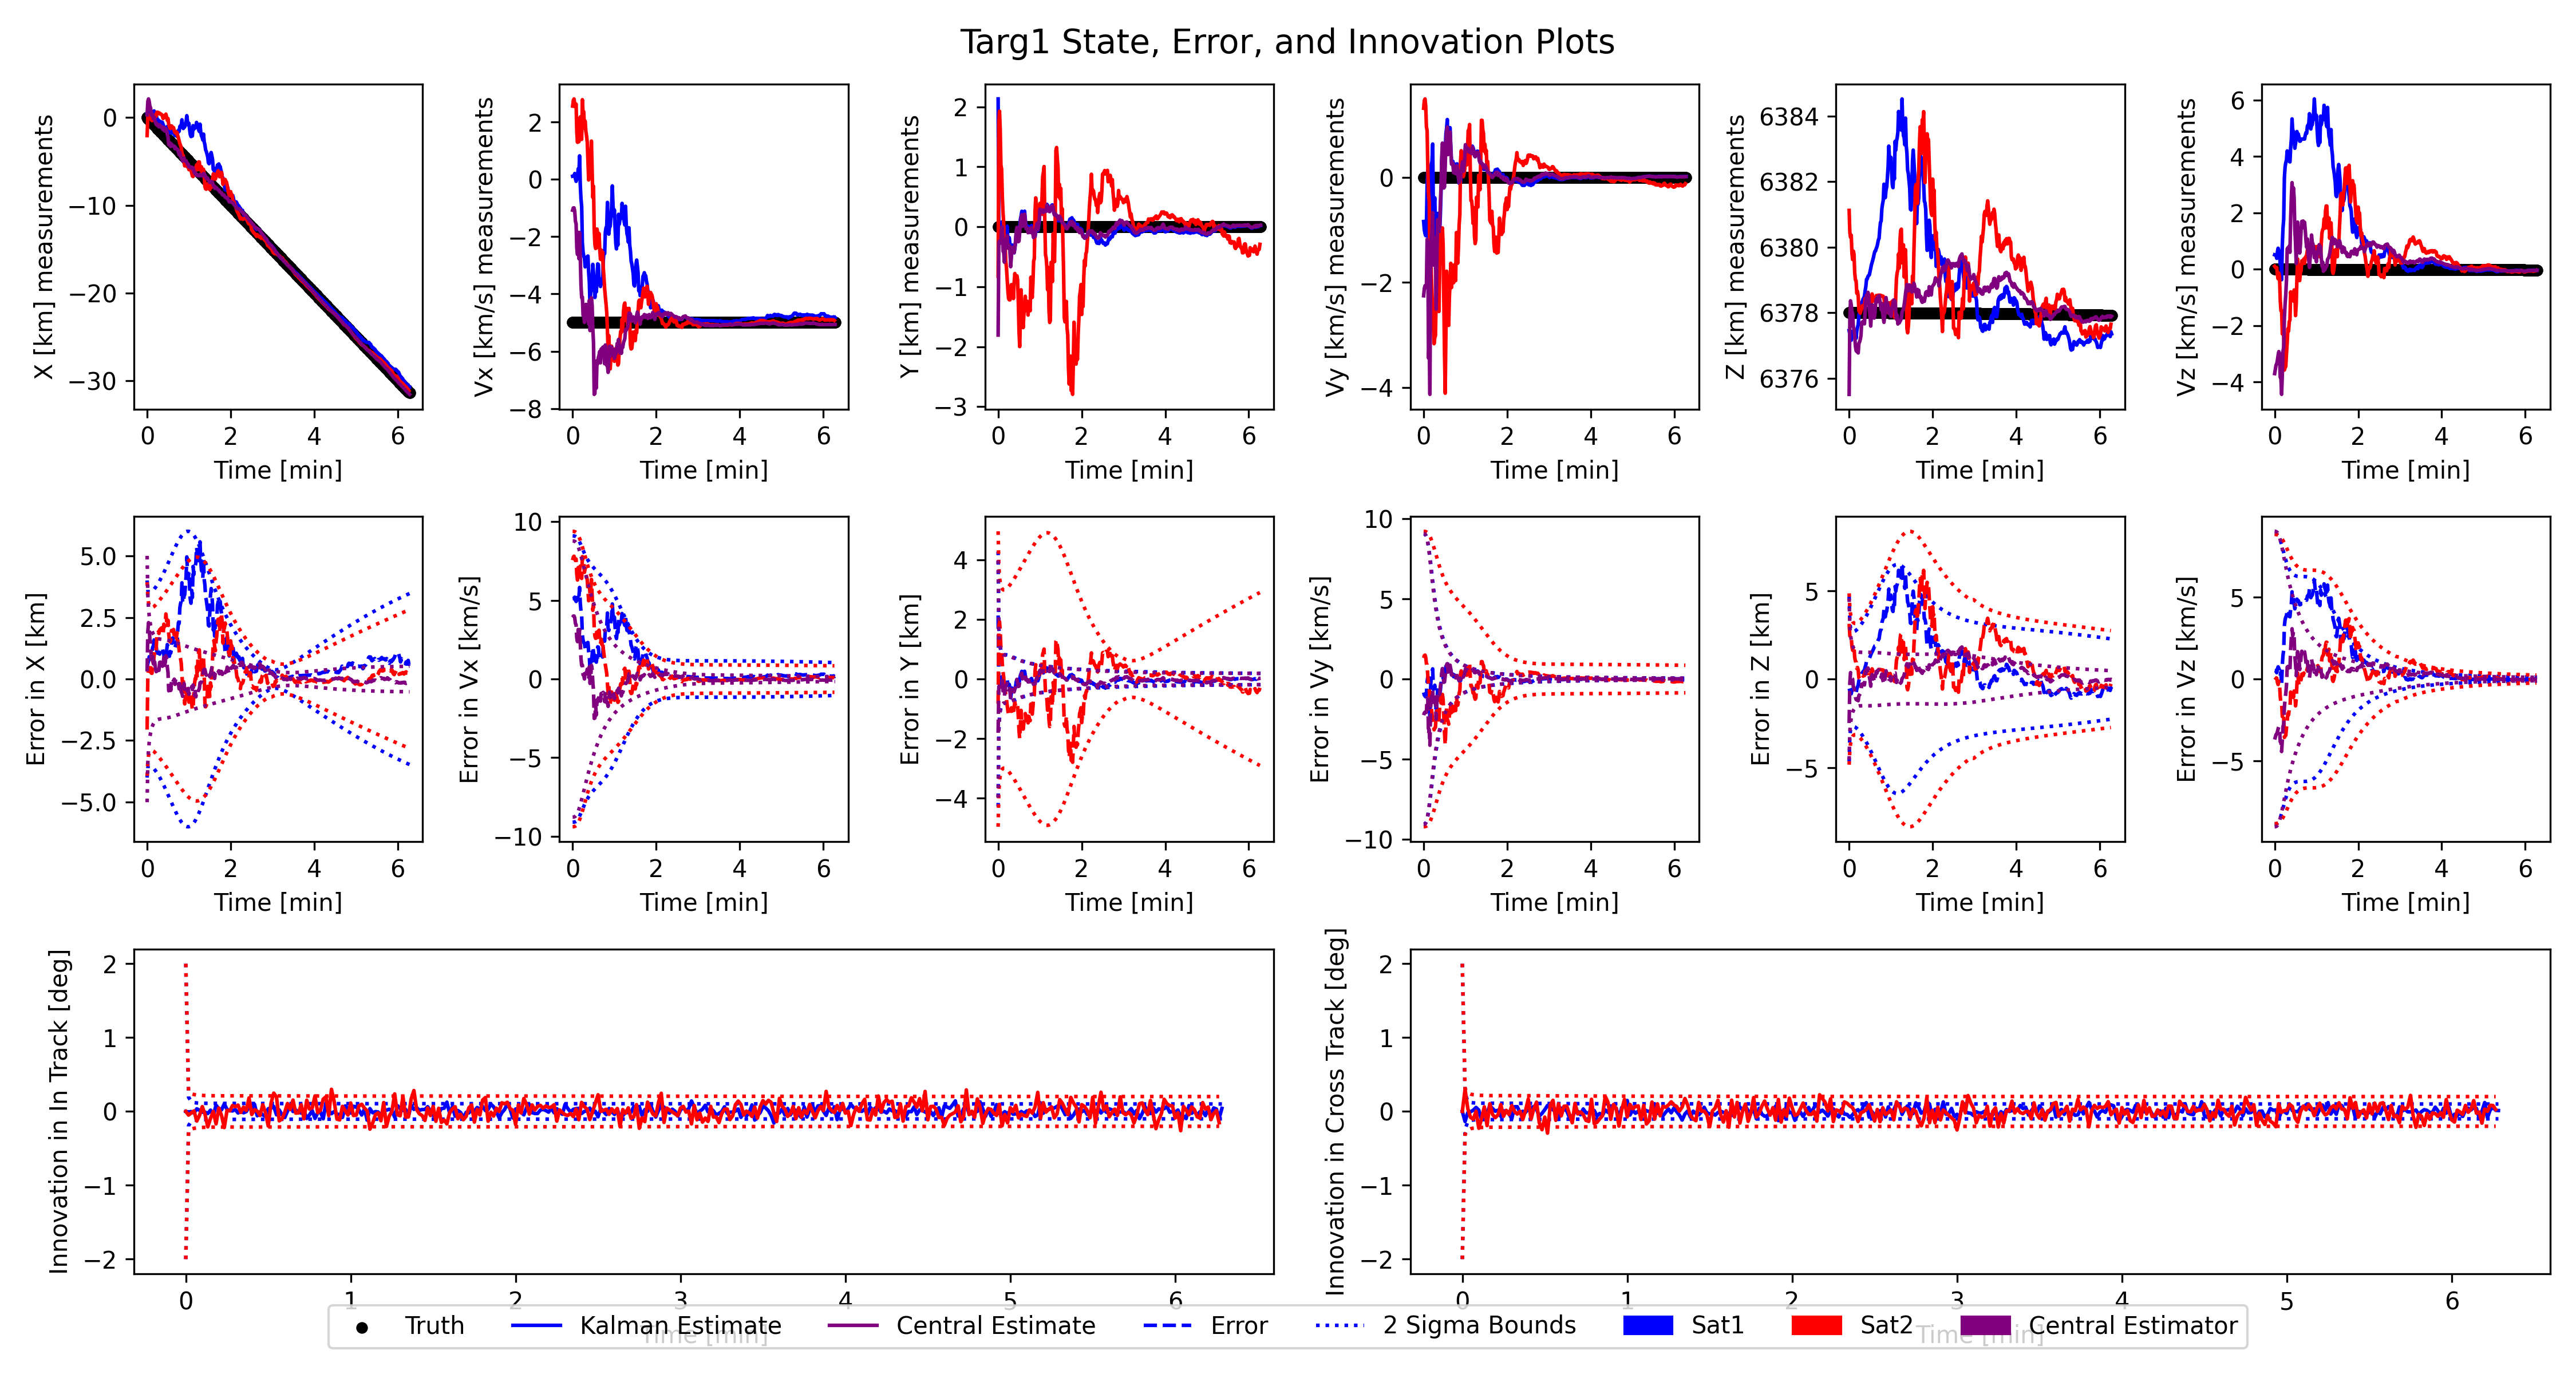 Targ1 State, Error, and Innovation Plots
X [km] measurements
0
−10
−20
−30
0 2 4 6
Time [min]
Vx [km/s] measurements
2
0
−2
−4
−6
−8
0 2 4 6
Time [min]
Y [km] measurements
2
1
0
−1
−2
−3
0 2 4 6
Time [min]
Vy [km/s] measurements
0
−2
−4
0 2 4 6
Time [min]
Z [km] measurements
6384
6382
6380
6378
6376
0 2 4 6
Time [min]
Vz [km/s] measurements
6
4
2
0
−2
−4
0 2 4 6
Time [min]
Error in X [km]
5.0
2.5
0.0
−2.5
−5.0
0 2 4 6
Time [min]
Error in Vx [km/s]
10
5
0
−5
−10
0 2 4 6
Time [min]
Error in Y [km]
4
2
0
−2
−4
0 2 4 6
Time [min]
Error in Vy [km/s]
10
5
0
−5
−10
0 2 4 6
Time [min]
Error in Z [km]
5
0
−5
0 2 4 6
Time [min]
Error in Vz [km/s]
5
0
−5
0 2 4 6
Time [min]
Innovation in In Track [deg]
2
1
0
−1
−2
0 1 2 3 4 5 6
Time [min]
Innovation in Cross Track [deg]
2
1
0
−1
−2
0 1 2 3 4 5 6
Time [min]
Truth Kalman Estimate Central Estimate Error 2 Sigma Bounds Sat1 Sat2 Central Estimator